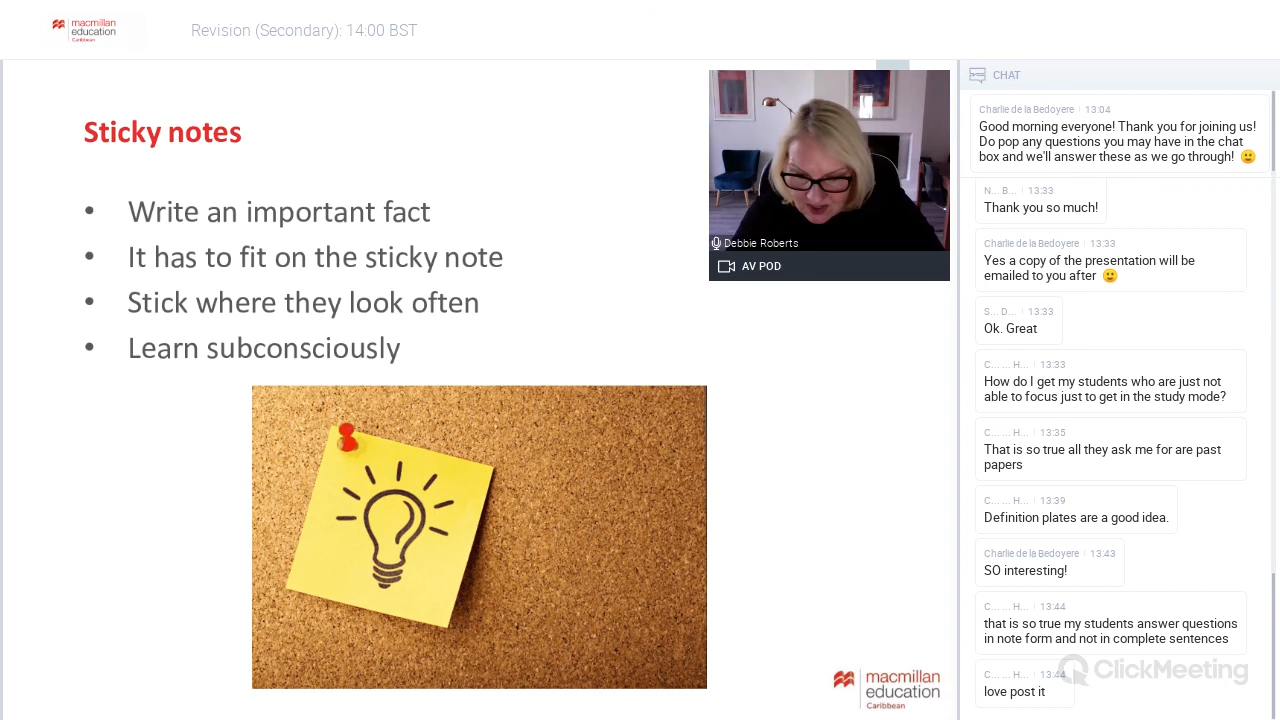 macmillan
education
Caribbean
Revision (Secondary): 14:00 BST
Sticky notes
• Write an important fact
• It has to fit on the sticky note
• Stick where they look often
• Learn subconsciously
Debbie Roberts
AV POD
macmillan
education
Caribbean
CHAT
Charlie de la Bedoyere | 13:04
Good morning everyone! Thank you for joining us!
Do pop any questions you may have in the chat
box and we'll answer these as we go through! 🙂
N... B... | 13:33
Thank you so much!
Charlie de la Bedoyere | 13:33
Yes a copy of the presentation will be
emailed to you after 🙂
S... D... | 13:33
Ok. Great
C... ... H... | 13:33
How do I get my students who are just not
able to focus just to get in the study mode?
C... ... H... | 13:35
That is so true all they ask me for are past
papers
C... ... H... | 13:39
Definition plates are a good idea.
Charlie de la Bedoyere | 13:43
SO interesting!
C... ... H... | 13:44
that is so true my students answer questions
in note form and not in complete sentences
C... ... H... | 13:44
love post it
ClickMeeting